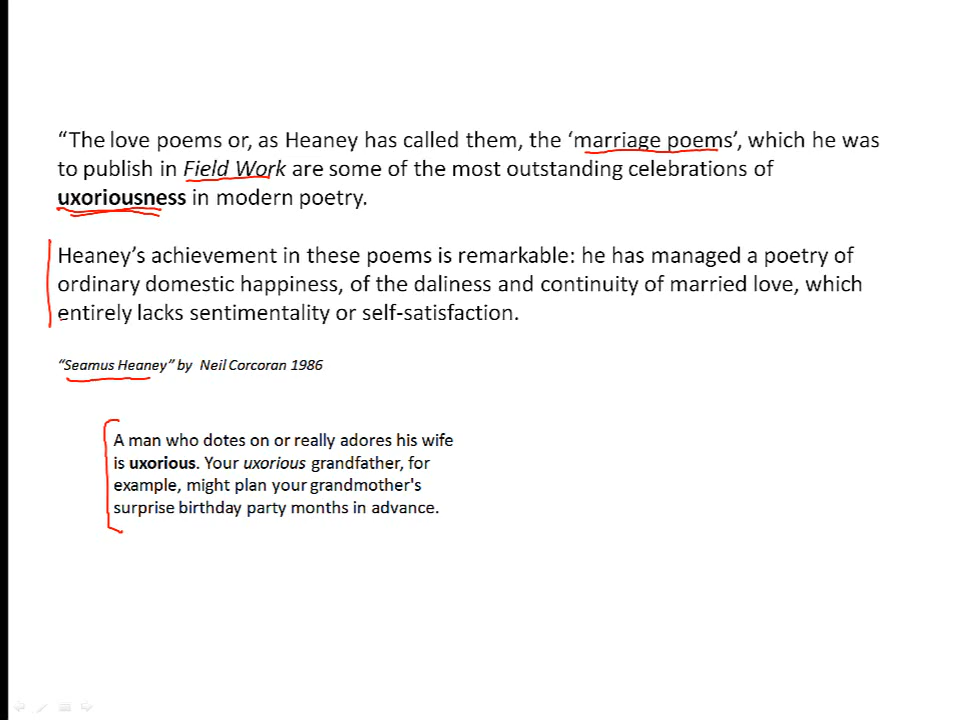 “The love poems or, as Heaney has called them, the ‘marriage poems’, which he was
to publish in Field Work are some of the most outstanding celebrations of
uxoriousness in modern poetry.
Heaney’s achievement in these poems is remarkable: he has managed a poetry of
ordinary domestic happiness, of the daliness and continuity of married love, which
entirely lacks sentimentality or self-satisfaction.
“Seamus Heaney” by Neil Corcoran 1986
A man who dotes on or really adores his wife
is uxorious. Your uxorious grandfather, for
example, might plan your grandmother's
surprise birthday party months in advance.